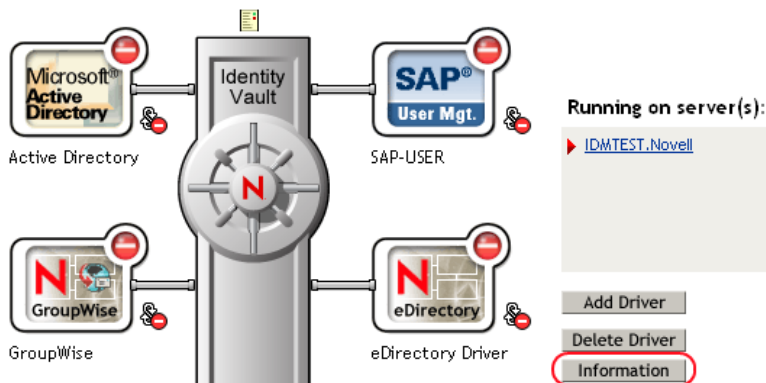 Microsoft®
Active
Directory
Active Directory
Identity
Vault
N
SAP®
User Mgt.
SAP-USER
Running on server(s):
IDMTEST.Novell
N
GroupWise
GroupWise
N
eDirectory
eDirectory Driver
Add Driver
Delete Driver
Information